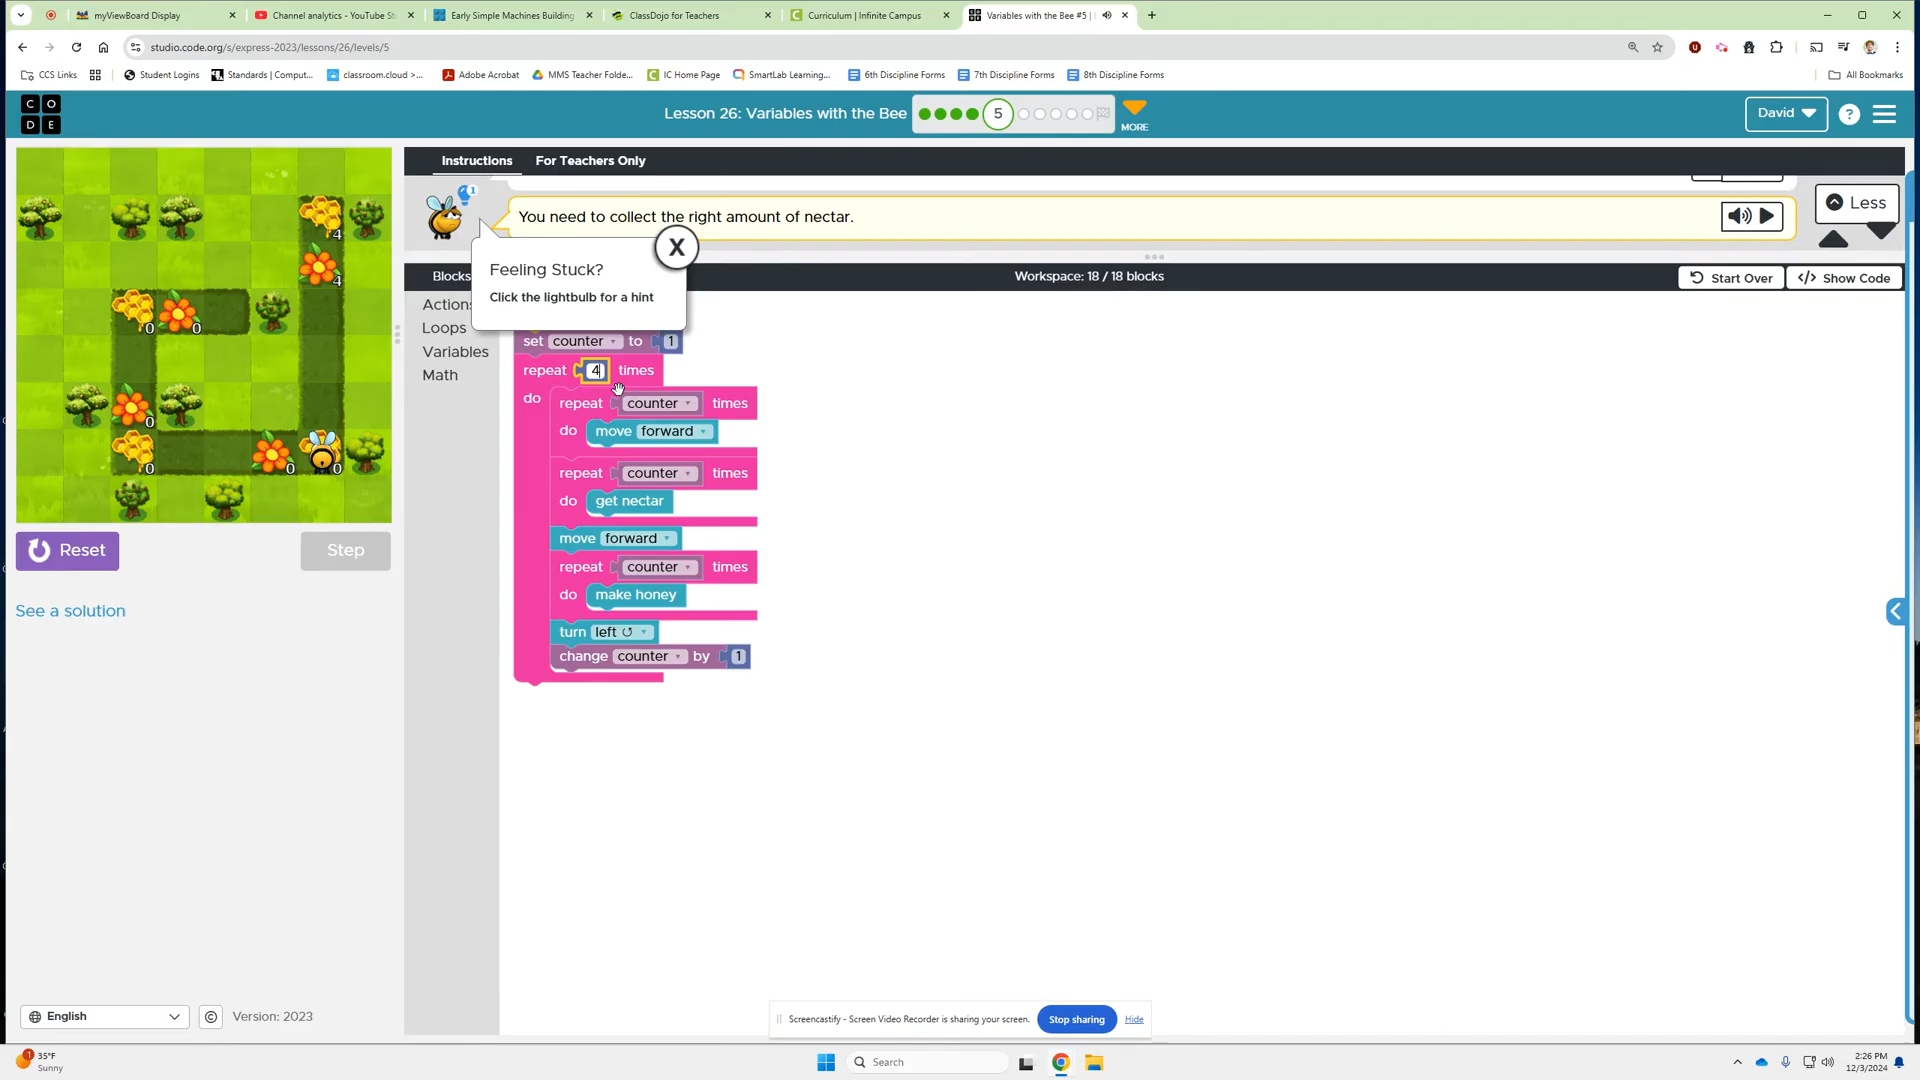 myViewBoard Display
Channel analytics - YouTube St
Early Simple Machines Building
ClassDojo for Teachers
Curriculum | Infinite Campus
Variables with the Bee #5 |
studio.code.org/s/express-2023/lessons/26/levels/5
CCS Links
Student Logins
Standards | Comput...
classroom.cloud >...
Adobe Acrobat
MMS Teacher Folde...
IC Home Page
SmartLab Learning...
6th Discipline Forms
7th Discipline Forms
8th Discipline Forms
All Bookmarks
C O
D E
Lesson 26: Variables with the Bee
5
MORE
David
?
Instructions
For Teachers Only
1
You need to collect the right amount of nectar.
Less
Feeling Stuck?
Click the lightbulb for a hint
X
Blocks
Workspace: 18 / 18 blocks
Start Over
</> Show Code
Actions
Loops
Variables
Math
4
4
0
0
0
0
0
0
set counter to 1
repeat 4 times
do
repeat counter times
do move forward
repeat counter times
do get nectar
move forward
repeat counter times
do make honey
turn left
change counter by 1
Reset
Step
See a solution
English
©
Version: 2023
Screencastify - Screen Video Recorder is sharing your screen.
Stop sharing
Hide
1
35°F
Sunny
Search
2:26 PM
12/3/2024